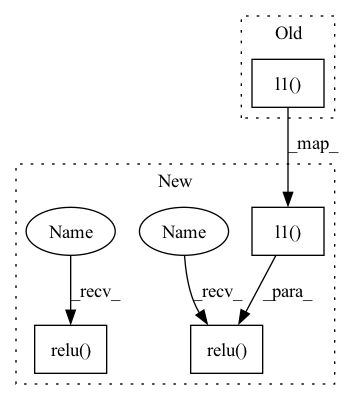 Old
l1()
_map_
New
Name
Name
l1()
_recv_
_recv_
_para_
relu()
relu()